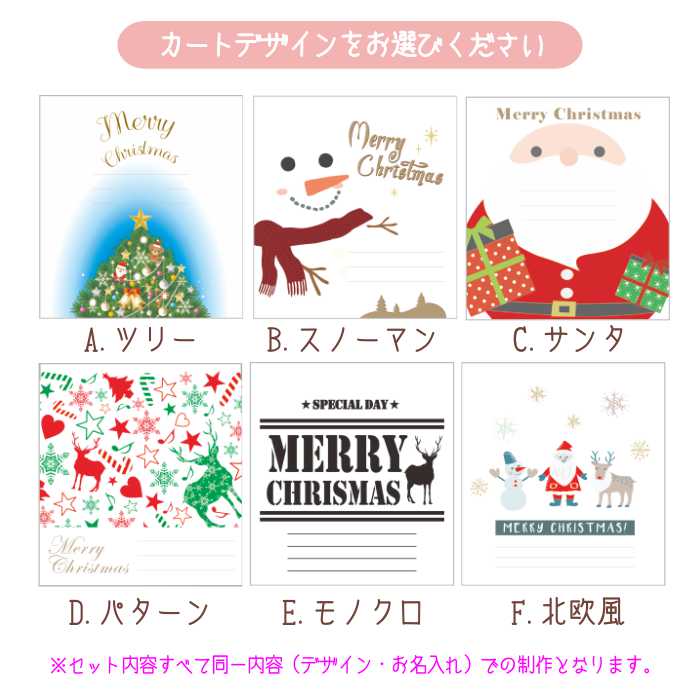 カートデザインをお選びください
Merry
Christmas
Merry
Christmas
Merry Christmas
A.ツリー
B.スノーマン
C.サンタ
★SPECIAL DAY★
MERRY
CHRISMAS
MERRY CHRISTMAS!
Merry
Christmas
D.パターン
E.モノクロ
F.北欧風
※セット内容すべて同一内容（デザイン・お名入れ）での制作となります。